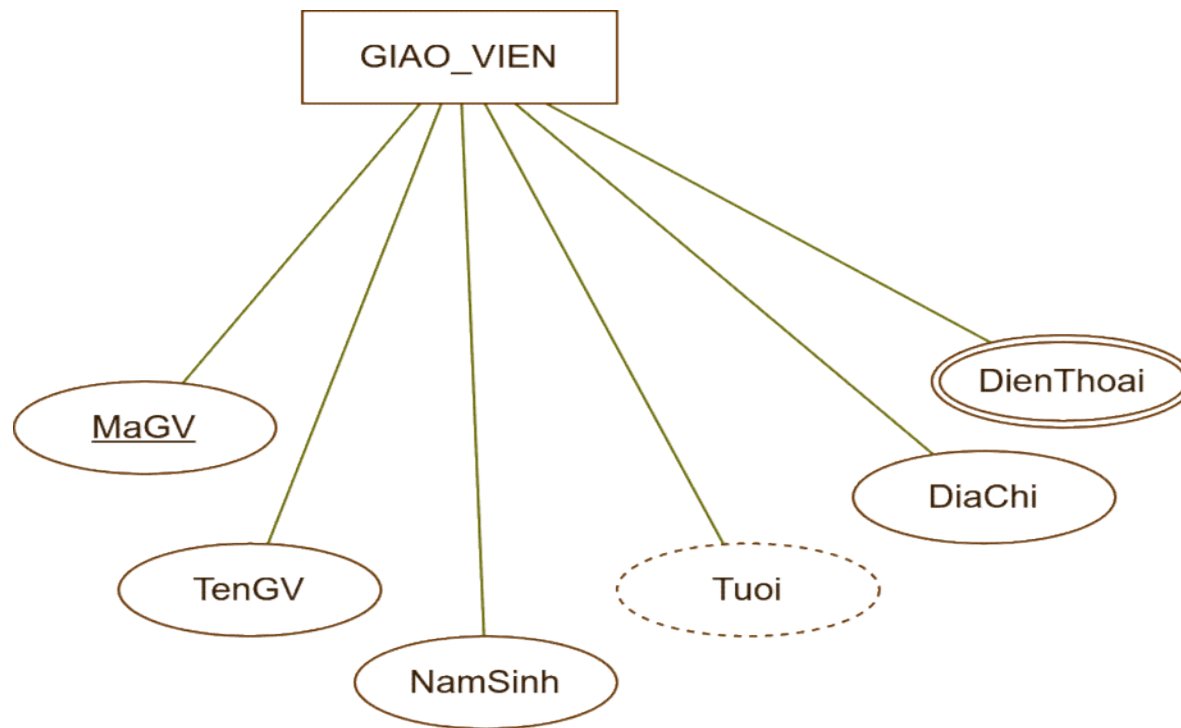 GIAO_VIEN
MaGV
TenGV
NamSinh
Tuoi
DiaChi
DienThoai